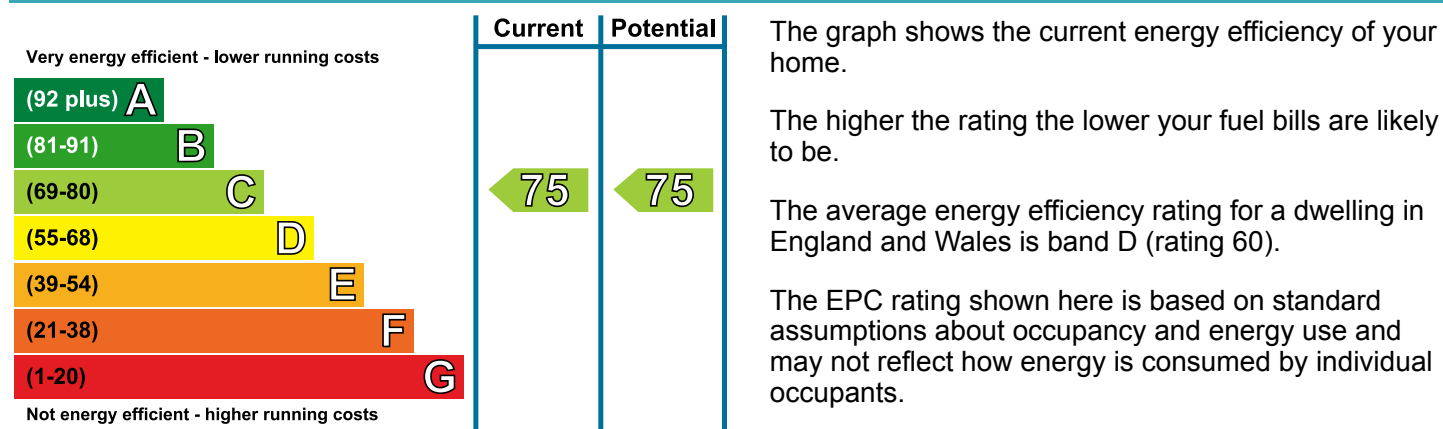 Current Potential
Very energy efficient - lower running costs
(92 plus) A
(81-91) B
(69-80) C 75 75
(55-68) D
(39-54) E
(21-38) F
(1-20) G
Not energy efficient - higher running costs
The graph shows the current energy efficiency of your
home.
The higher the rating the lower your fuel bills are likely
to be.
The average energy efficiency rating for a dwelling in
England and Wales is band D (rating 60).
The EPC rating shown here is based on standard
assumptions about occupancy and energy use and
may not reflect how energy is consumed by individual
occupants.